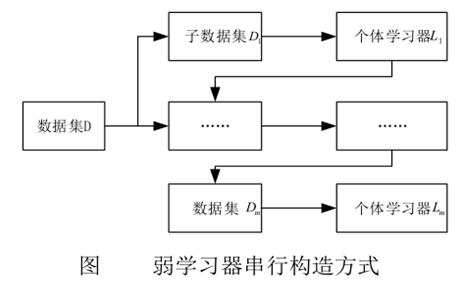 子数据集D₁
个体学习器L₁
数据集D
……
……
数据集 Dₘ
个体学习器Lₘ
图 弱学习器串行构造方式